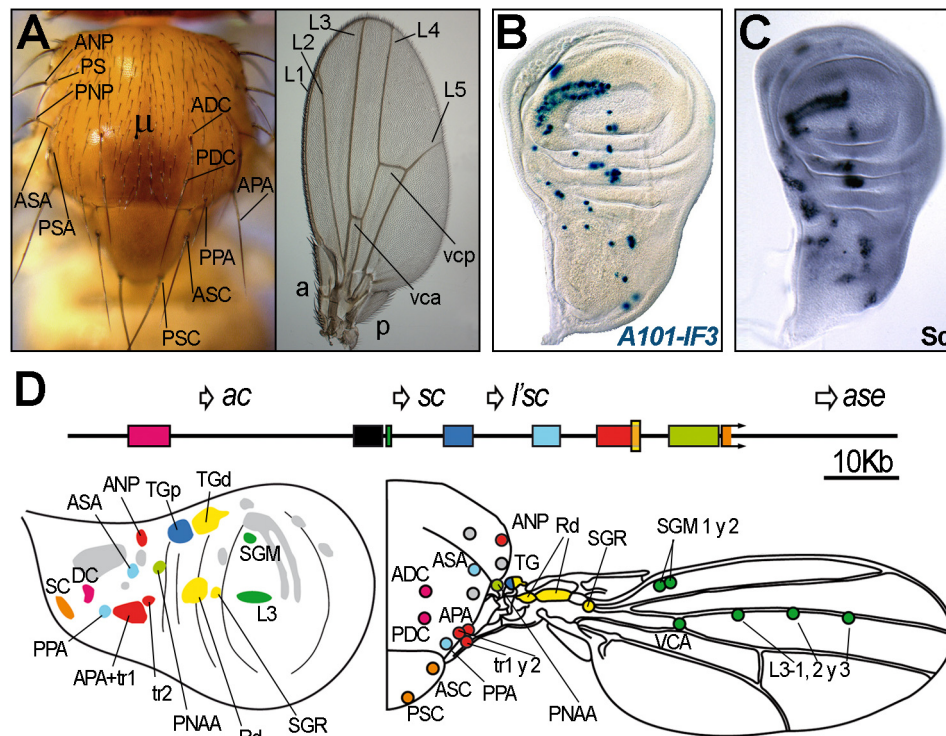 A
ANP
PS
PNP
μ
ADC
PDC
APA
ASA
PSA
PPA
ASC
PSC
L3
L2
L1
L4
L5
vcp
vca
a
p
B
A101-IF3
C
Sc
D
ac
sc
l'sc
ase
10Kb
ANP
TGp
TGd
ASA
SGM
SC
DC
L3
PPA
APA+tr1
tr2
PNAA
Rd
SGR
ANP
Rd
SGR
SGM 1 y 2
ASA
TG
ADC
APA
PDC
VCA
L3-1, 2 y 3
tr1 y 2
ASC
PPA
PNAA
PSC